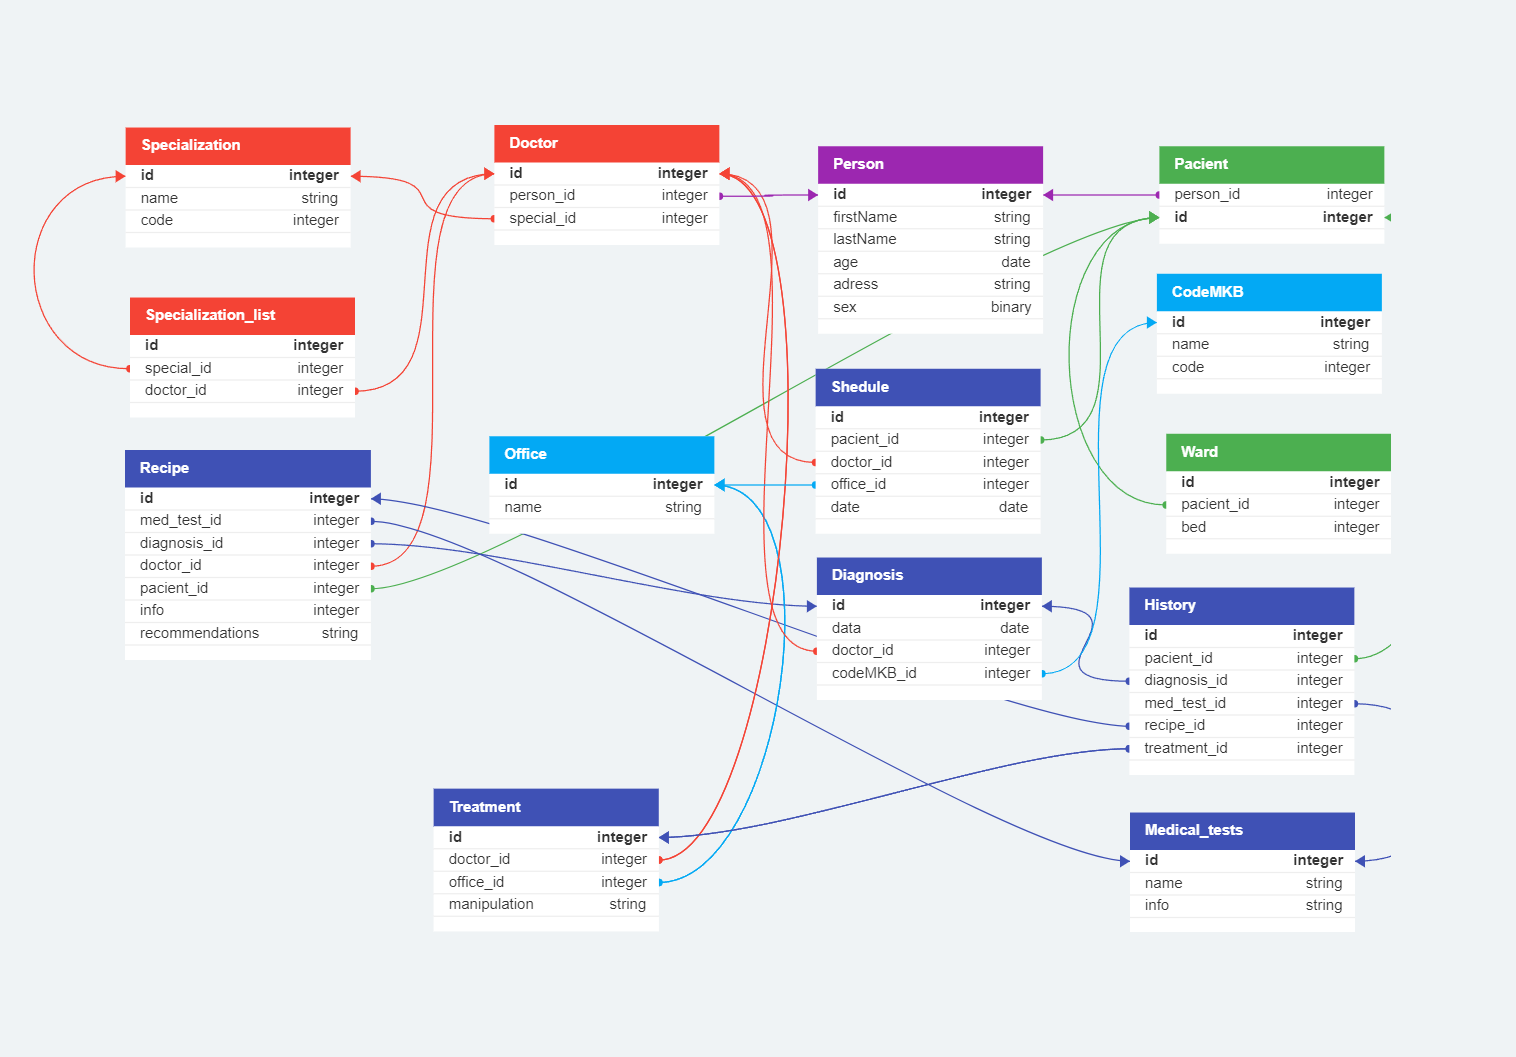 Specialization
id integer
name string
code integer
Doctor
id integer
person_id integer
special_id integer
Person
id integer
firstName string
lastName string
age date
adress string
sex binary
Pacient
person_id integer
id integer
CodeMKB
id integer
name string
code integer
Specialization_list
id integer
special_id integer
doctor_id integer
Shedule
id integer
pacient_id integer
doctor_id integer
office_id integer
date date
Ward
id integer
pacient_id integer
bed integer
Office
id integer
name string
Recipe
id integer
med_test_id integer
diagnosis_id integer
doctor_id integer
pacient_id integer
info integer
recommendations string
Diagnosis
id integer
data date
doctor_id integer
codeMKB_id integer
History
id integer
pacient_id integer
diagnosis_id integer
med_test_id integer
recipe_id integer
treatment_id integer
Treatment
id integer
doctor_id integer
office_id integer
manipulation string
Medical_tests
id integer
name string
info string